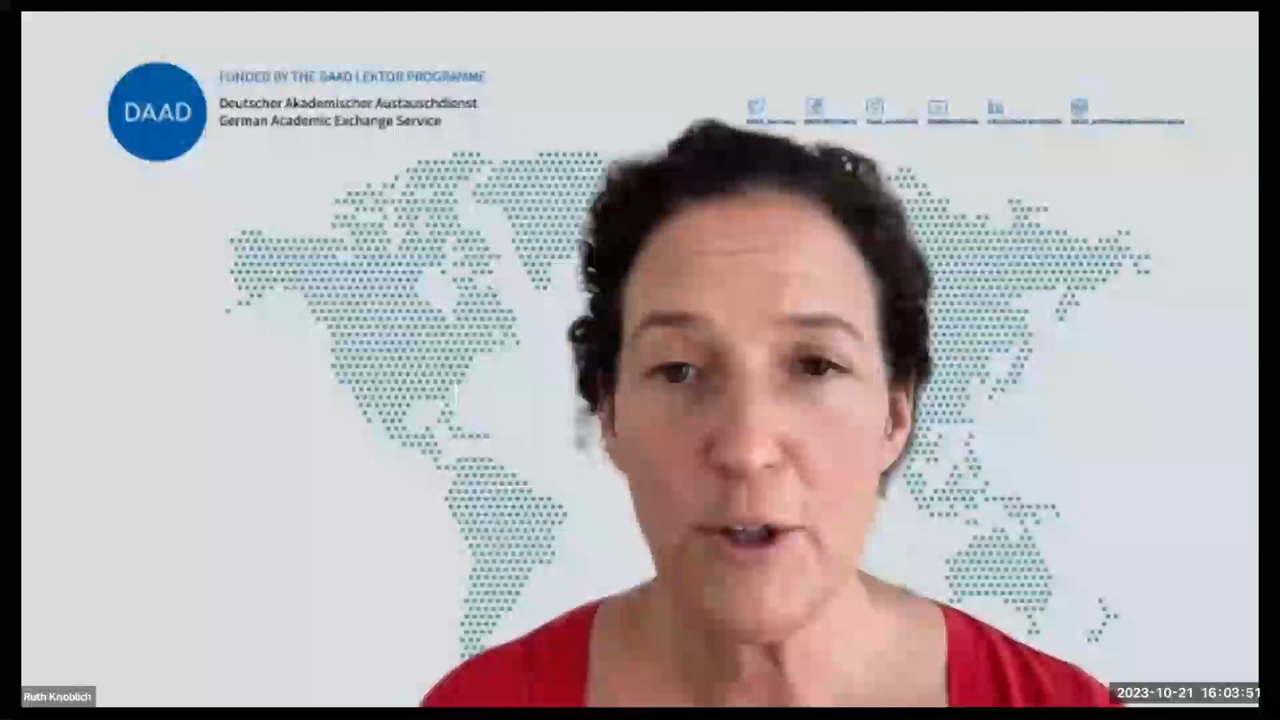 DAAD
FUNDED BY THE DAAD LEKTOR PROGRAMME
Deutscher Akademischer Austauschdienst
German Academic Exchange Service
Ruth Knoblich
2023-10-21 16:03:51